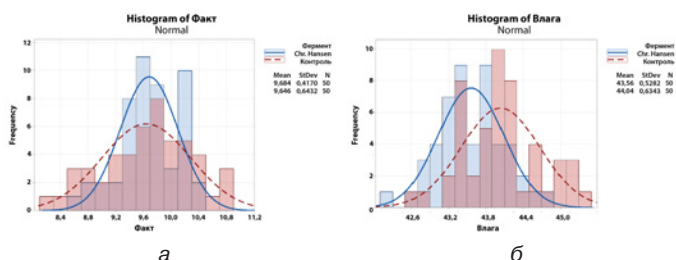 Histogram of Факт
Normal
12
10
8
6
4
2
0
Frequency
8,4 8,8 9,2 9,6 10,0 10,4 10,8 11,2
Факт
Фермент
Chr. Hansen
Контроль
Mean StDev N
9,684 0,4170 50
9,646 0,6432 50
а
Histogram of Влага
Normal
10
8
6
4
2
0
Frequency
42,6 43,2 43,8 44,4 45,0
Влага
Фермент
Chr. Hansen
Контроль
Mean StDev N
43,56 0,5282 50
44,04 0,6343 50
б